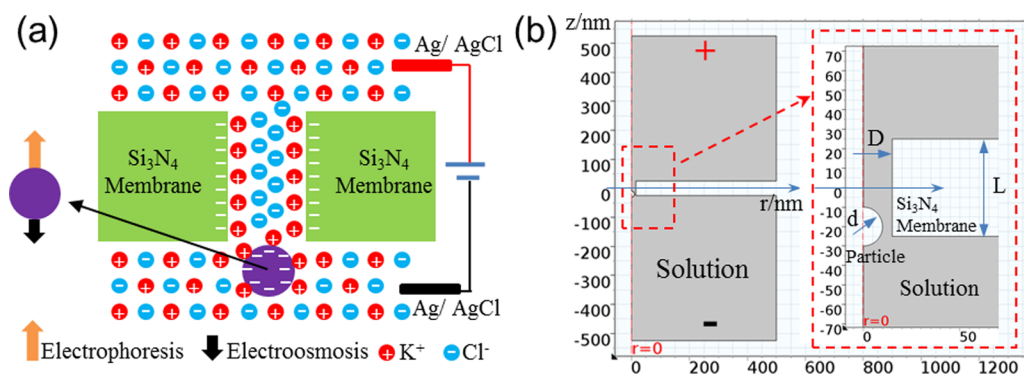 (a)
Ag/ AgCl
Si₃N₄
Membrane
Si₃N₄
Membrane
Ag/ AgCl
Electrophoresis
Electroosmosis
K⁺
Cl⁻
(b)
z/nm
500
400
300
200
100
0
-100
-200
-300
-400
-500
+
r/nm
Solution
-
r=0
0 200 400 600 800 1000 1200
70
60
50
40
30
20
10
0
-10
-20
-30
-40
-50
-60
-70
D
L
Si₃N₄
Membrane
d
Particle
Solution
r=0
0 50